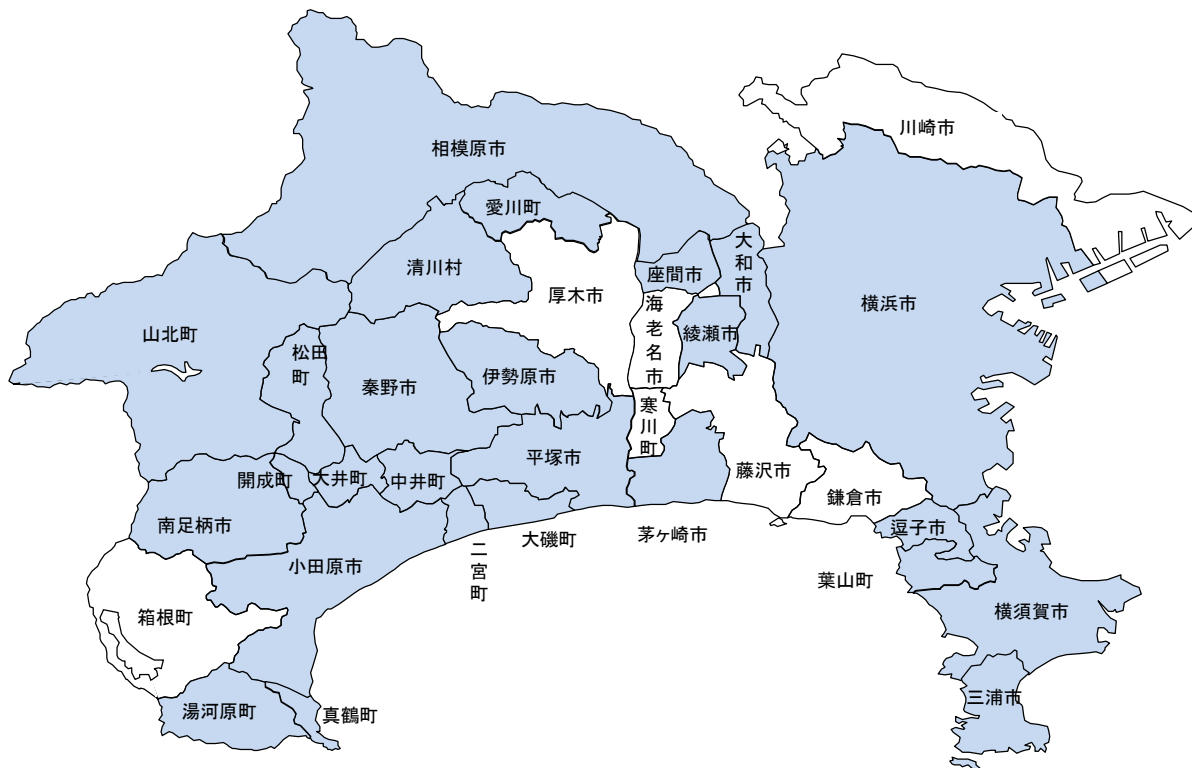 川崎市
相模原市
愛川町
清川村
座間市
大和市
厚木市
横浜市
海老名市
綾瀬市
山北町
松田町
秦野市
伊勢原市
寒川町
平塚市
藤沢市
開成町
大井町
中井町
鎌倉市
南足柄市
逗子市
大磯町
茅ヶ崎市
小田原市
二宮町
葉山町
箱根町
横須賀市
三浦市
湯河原町
真鶴町